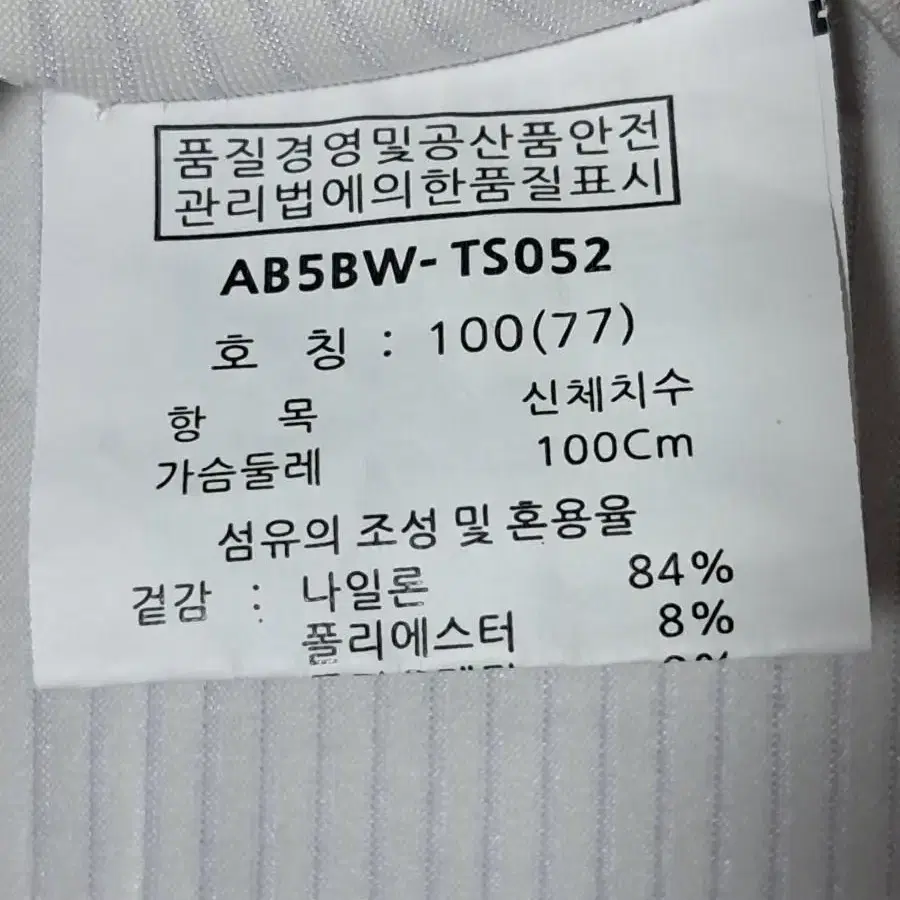 품질경영및공산품안전
관리법에의한품질표시
AB5BW-TS052
호 칭 : 100(77)
항 목 신체치수
가슴둘레 100Cm
섬유의 조성 및 혼용율
겉감 : 나일론 84%
폴리에스터 8%